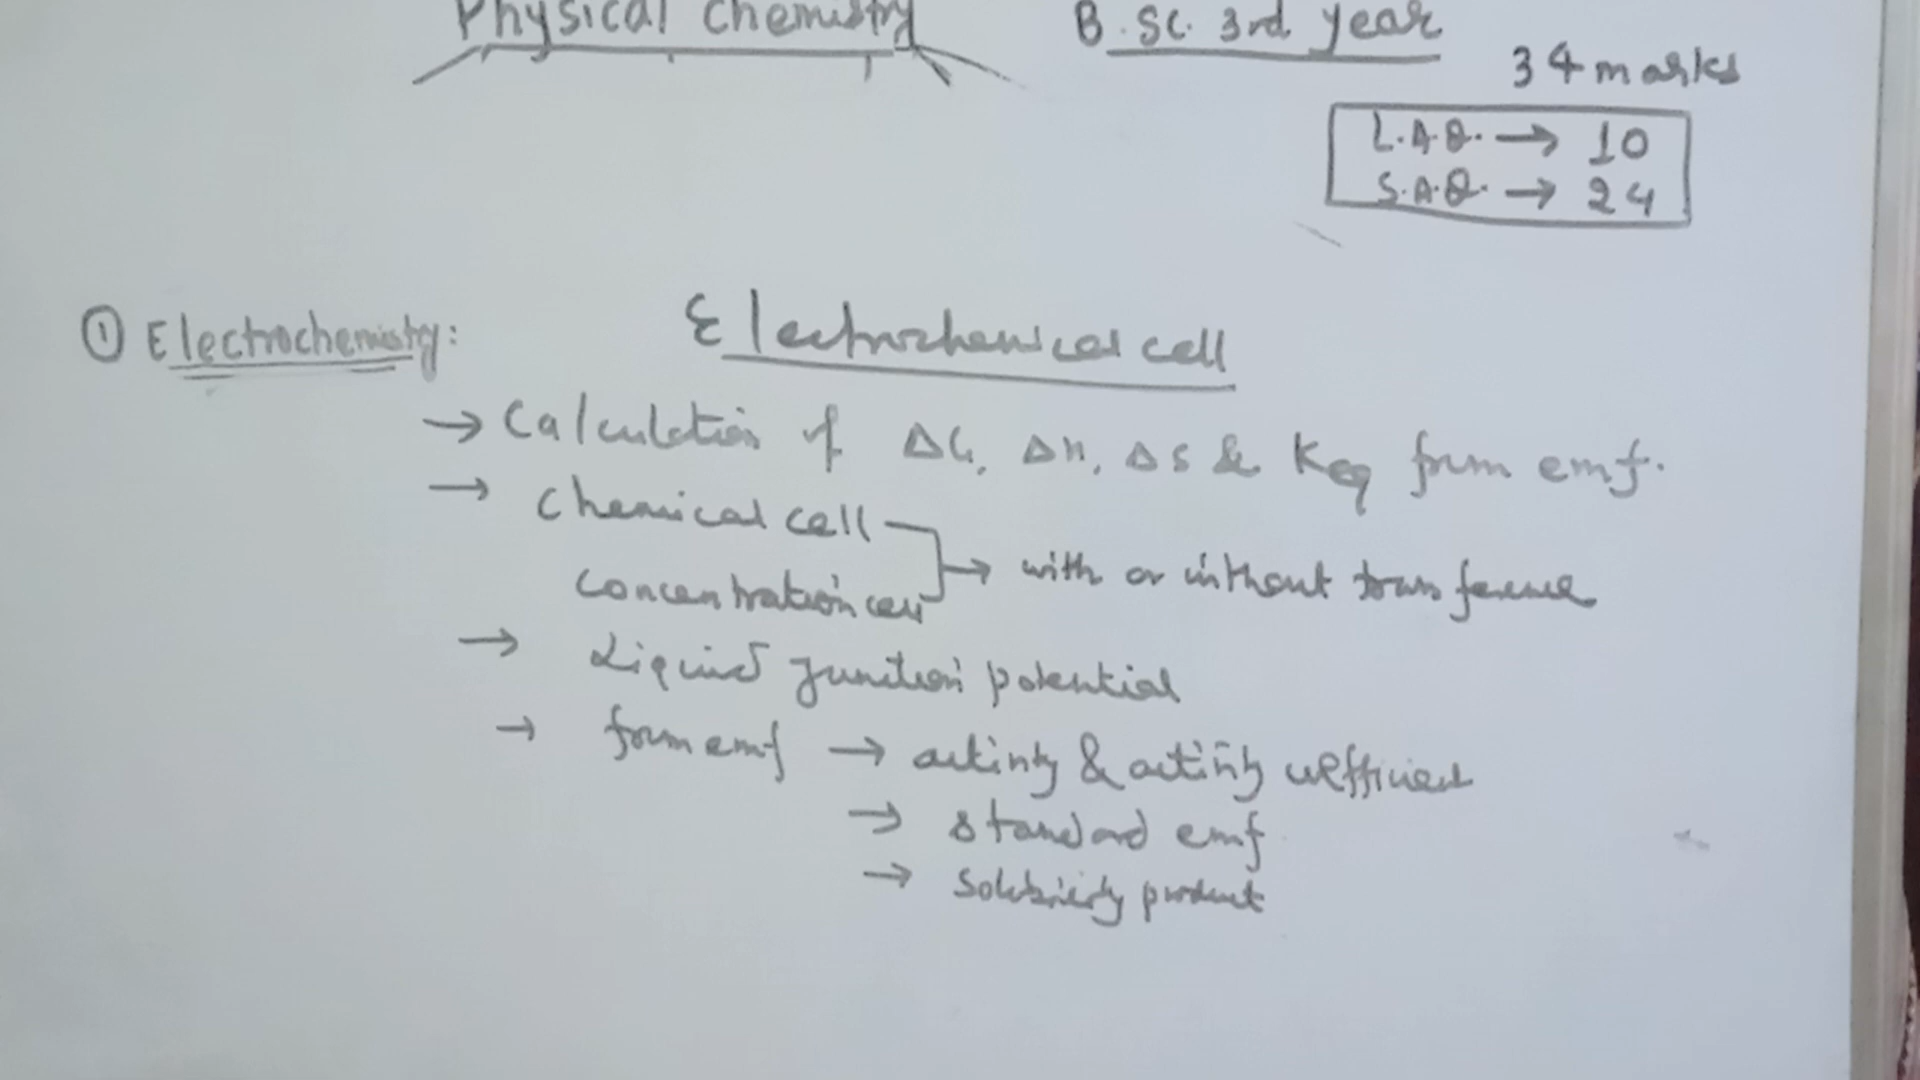 Physical Chemistry B.Sc. 3rd year
34 marks
L.A.Q. → 10
S.A.Q. → 24
① Electrochemistry: Electrochemical cell
→ Calculation of ΔG, ΔH, ΔS & Keq from emf.
→ Chemical cell
Concentration cell → with or without transference
→ Liquid junction potential
→ from emf → activity & activity coefficient
→ standard emf
→ Solubility product